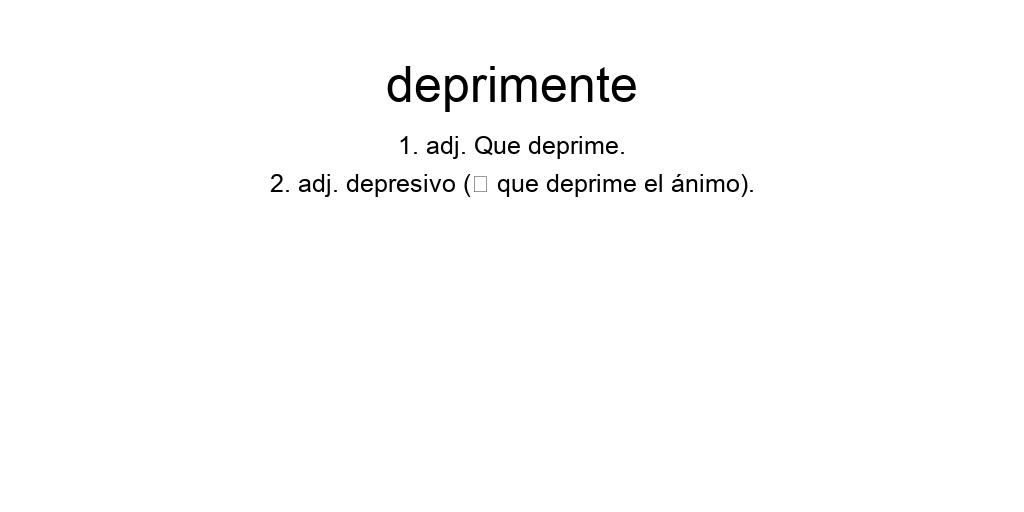 deprimente
1. adj. Que deprime.
2. adj. depresivo (□ que deprime el ánimo).